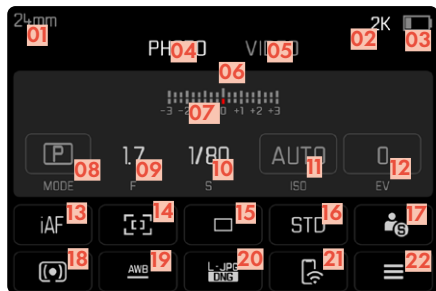 24mm 01 2K 02 03
PHOTO 04 VIDEO 05
06
-3 -2 07 0 +1 +2 +3
P 08 1.7 09 1/80 10 AUTO 11 0 12
MODE F S ISO EV
iAF 13 14 15 STD 16 17
18 AWB 19 L-JPG 20 21 22
DNG